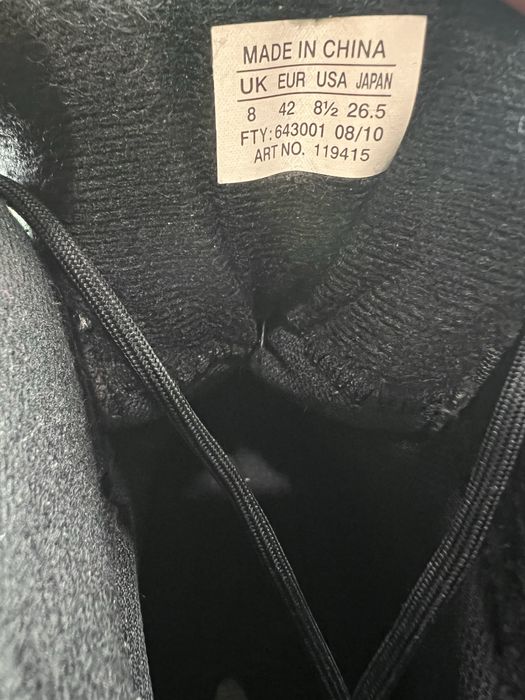 MADE IN CHINA
UK EUR USA JAPAN
8 42 8½ 26.5
FTY:643001 08/10
ART NO. 119415